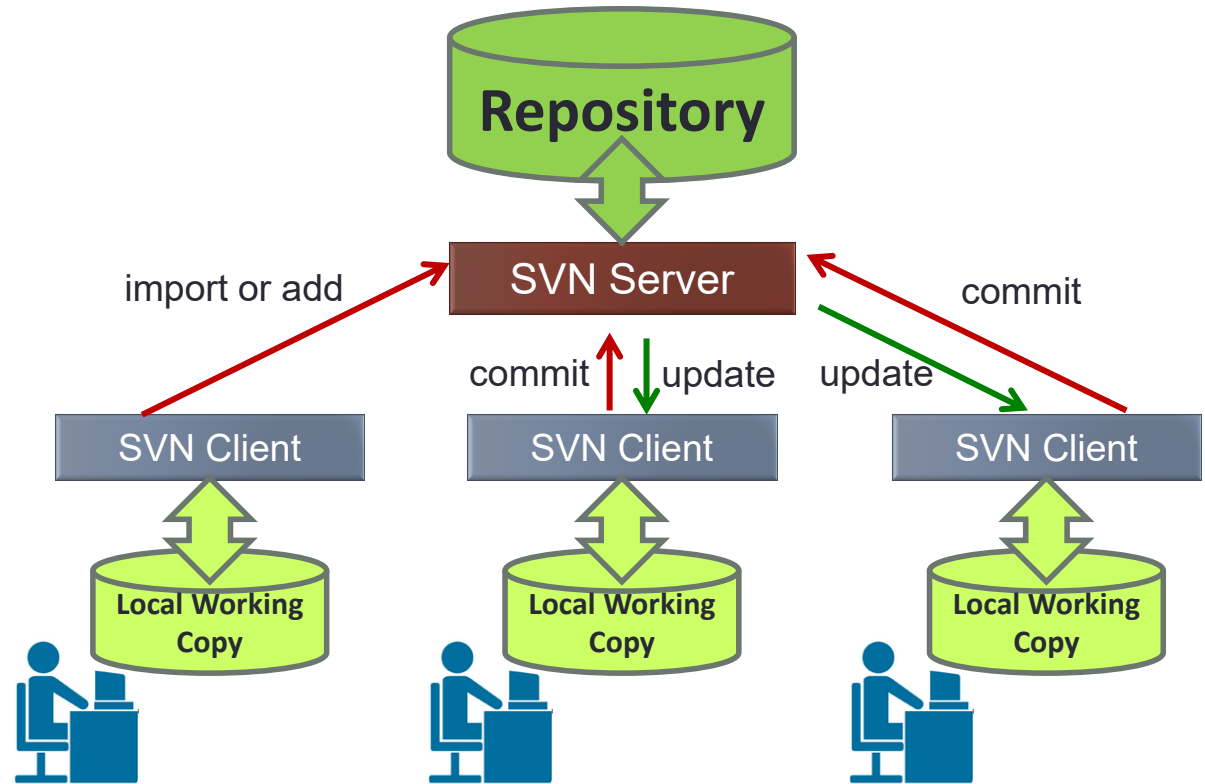 Repository
SVN Server
import or add
commit
commit
update
update
SVN Client
SVN Client
SVN Client
Local Working
Copy
Local Working
Copy
Local Working
Copy